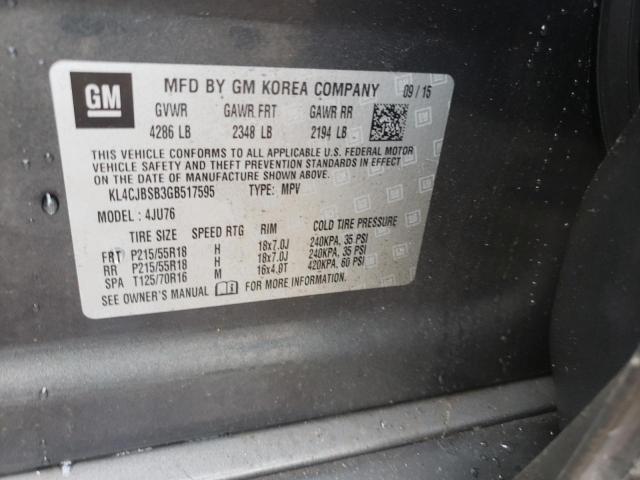 GM MFD BY GM KOREA COMPANY 09 / 15
GVWR GAWR FRT GAWR RR
4286 LB 2348 LB 2194 LB
THIS VEHICLE CONFORMS TO ALL APPLICABLE U.S. FEDERAL MOTOR
VEHICLE SAFETY AND THEFT PREVENTION STANDARDS IN EFFECT
ON THE DATE OF MANUFACTURE SHOWN ABOVE.
KL4CJBSB3GB517595 TYPE: MPV
MODEL : 4JU76
TIRE SIZE SPEED RTG RIM COLD TIRE PRESSURE
FRT P215/55R18 H 18x7.0J 240KPA, 35 PSI
RR P215/55R18 H 18x7.0J 240KPA, 35 PSI
SPA T125/70R16 M 16x4.0T 420KPA, 60 PSI
SEE OWNER'S MANUAL FOR MORE INFORMATION.